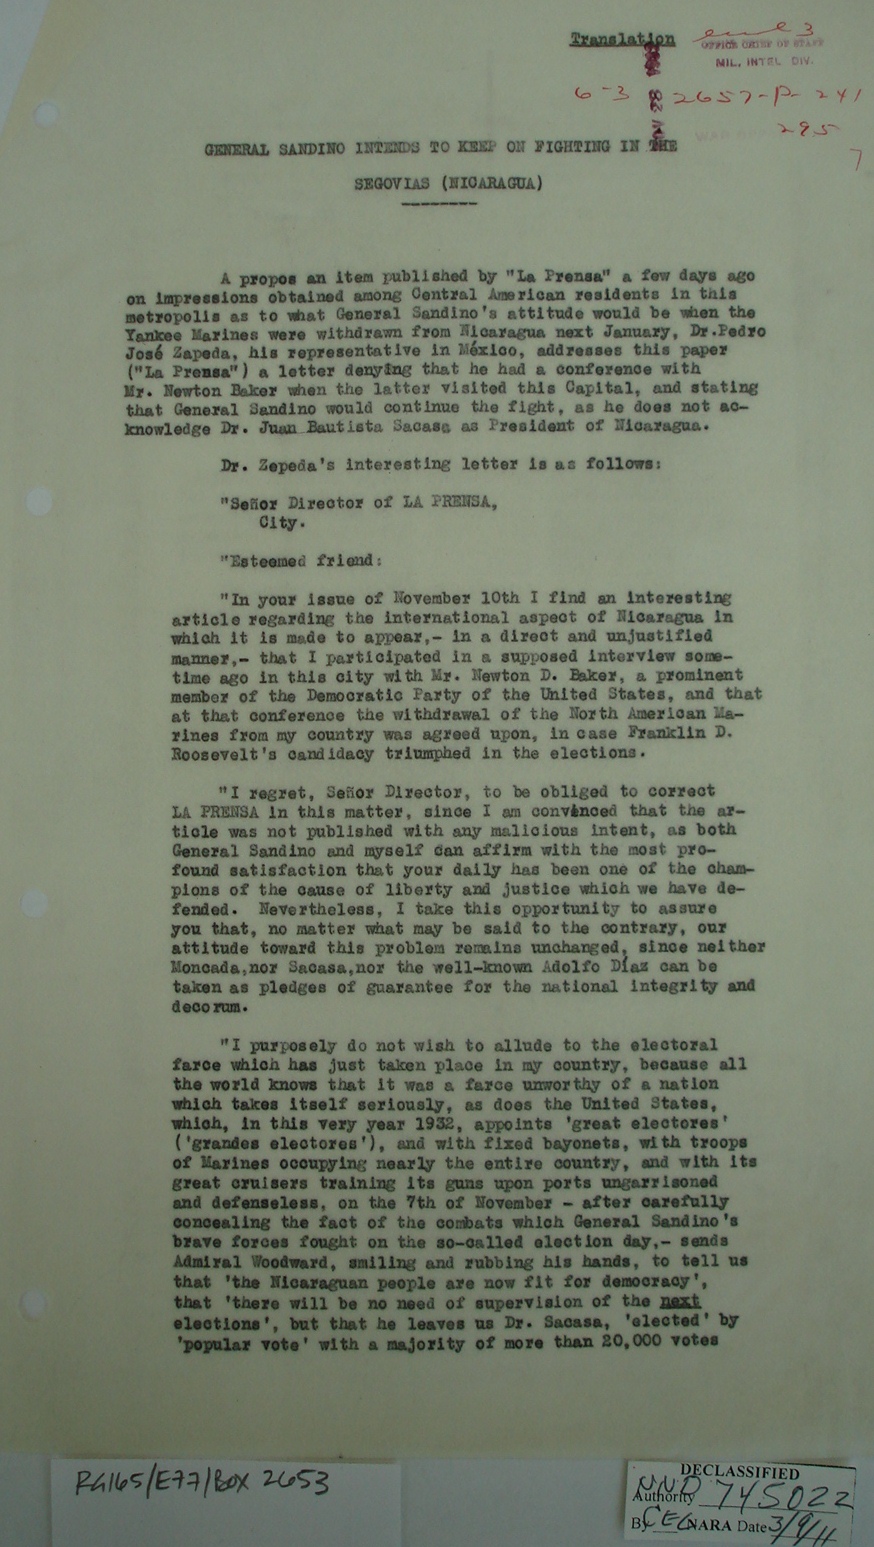 Translation
encl 3
OFFICE CHIEF OF STAFF
MIL. INTEL DIV.
6-3 2657-P-241
295
7
GENERAL SANDINO INTENDS TO KEEP ON FIGHTING IN THE
SEGOVIAS (NICARAGUA)
A propos an item published by "La Prensa" a few days ago
on impressions obtained among Central American residents in this
metropolis as to what General Sandino's attitude would be when the
Yankee Marines were withdrawn from Nicaragua next January, Dr.Pedro
José Zapeda, his representative in México, addresses this paper
("La Prensa") a letter denying that he had a conference with
Mr. Newton Baker when the latter visited this Capital, and stating
that General Sandino would continue the fight, as he does not ac-
knowledge Dr. Juan Bautista Sacasa as President of Nicaragua.
Dr. Zepeda's interesting letter is as follows:
"Señor Director of LA PRENSA,
City.
"Esteemed friend:
"In your issue of November 10th I find an interesting
article regarding the international aspect of Nicaragua in
which it is made to appear,- in a direct and unjustified
manner,- that I participated in a supposed interview some-
time ago in this city with Mr. Newton D. Baker, a prominent
member of the Democratic Party of the United States, and that
at that conference the withdrawal of the North American Ma-
rines from my country was agreed upon, in case Franklin D.
Roosevelt's candidacy triumphed in the elections.
"I regret, Señor Director, to be obliged to correct
LA PRENSA in this matter, since I am convinced that the ar-
ticle was not published with any malicious intent, as both
General Sandino and myself can affirm with the most pro-
found satisfaction that your daily has been one of the cham-
pions of the cause of liberty and justice which we have de-
fended. Nevertheless, I take this opportunity to assure
you that, no matter what may be said to the contrary, our
attitude toward this problem remains unchanged, since neither
Moncada,nor Sacasa,nor the well-known Adolfo Díaz can be
taken as pledges of guarantee for the national integrity and
decorum.
"I purposely do not wish to allude to the electoral
farce which has just taken place in my country, because all
the world knows that it was a farce unworthy of a nation
which takes itself seriously, as does the United States,
which, in this very year 1932, appoints 'great electores'
('grandes electores'), and with fixed bayonets, with troops
of Marines occupying nearly the entire country, and with its
great cruisers training its guns upon ports ungarrisoned
and defenseless, on the 7th of November - after carefully
concealing the fact of the combats which General Sandino's
brave forces fought on the so-called election day,- sends
Admiral Woodward, smiling and rubbing his hands, to tell us
that 'the Nicaraguan people are now fit for democracy',
that 'there will be no need of supervision of the next
elections', but that he leaves us Dr. Sacasa, 'elected' by
'popular vote' with a majority of more than 20,000 votes
RG165/E77/BOX 2653
DECLASSIFIED
Authority NND 745022
By CEG NARA Date 3/9/11